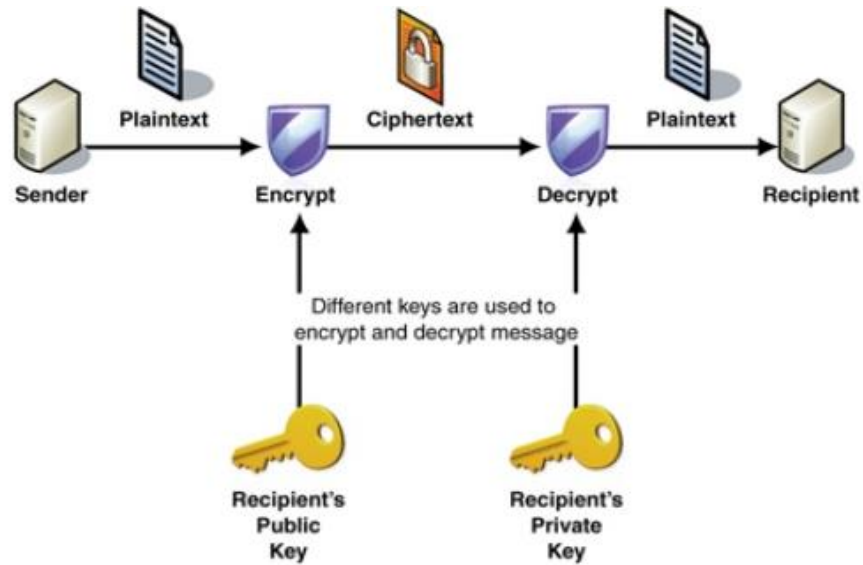 Plaintext
Ciphertext
Plaintext
Sender
Encrypt
Decrypt
Recipient
Different keys are used to
encrypt and decrypt message
Recipient's
Public
Key
Recipient's
Private
Key